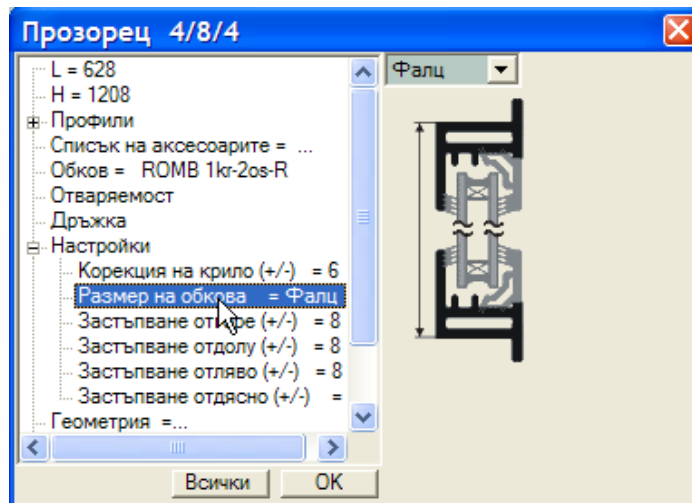 Прозорец 4/8/4
L = 628
H = 1208
Профили
Списък на аксесоарите = ...
Обков = ROMB 1kr-2os-R
Отваряемост
Дръжка
Настройки
Корекция на крило (+/-) = 6
Размер на обкова = Фалц
Застъпване (+/-) = 8
Застъпване отдолу (+/-) = 8
Застъпване отляво (+/-) = 8
Застъпване отдясно (+/-) =
Геометрия =...
Всички OK
Фалц